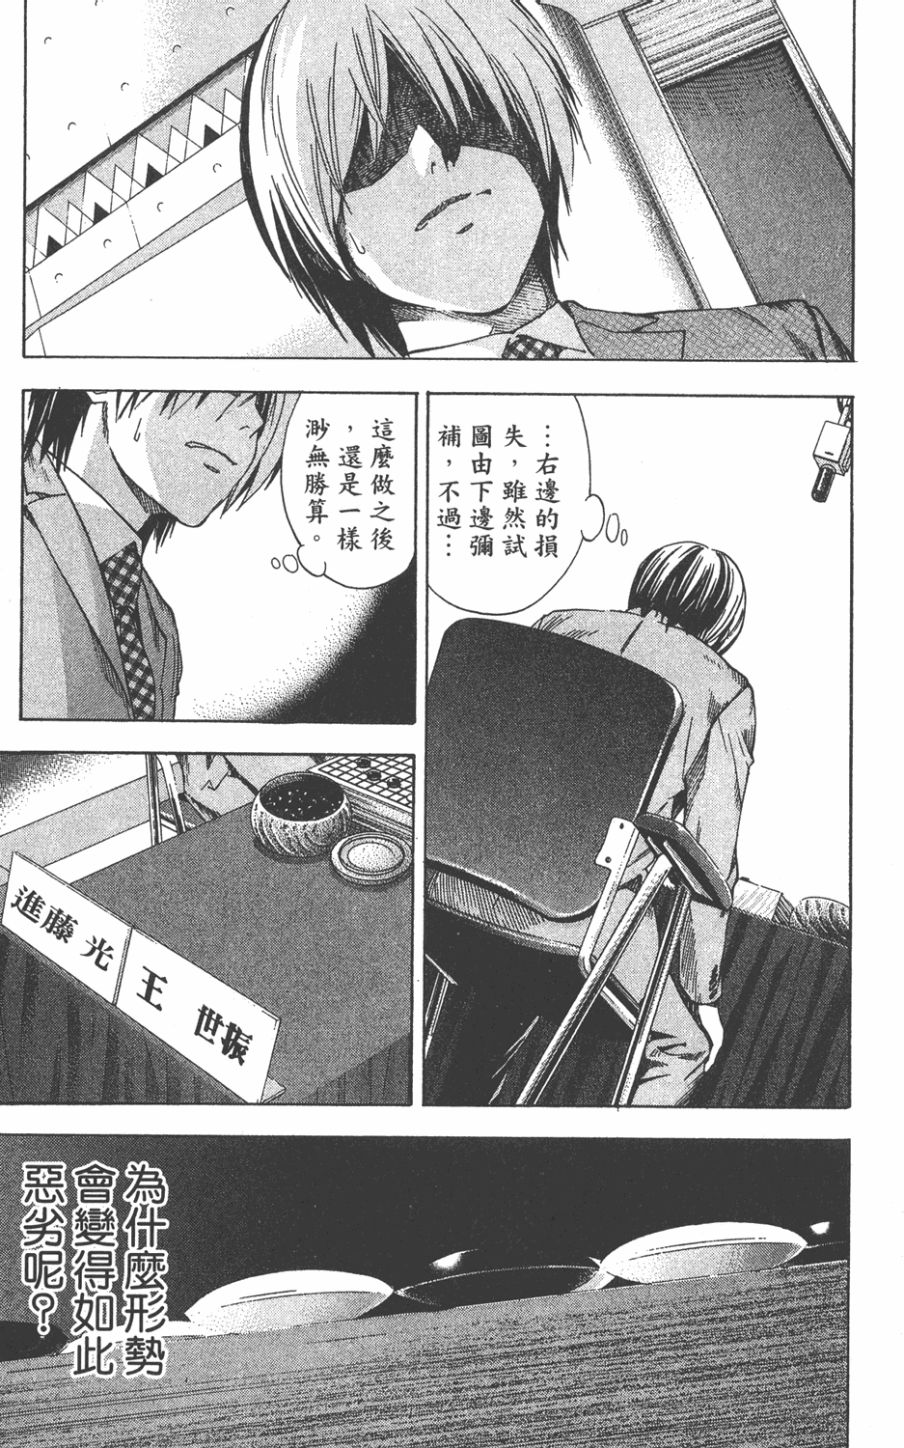 …右邊的損
失，雖然試
圖由下邊彌
補，不過…
這麼做之後
，還是一樣
渺無勝算。
進藤 光
王 世振
為什麼形勢
會變得如此
惡劣呢？